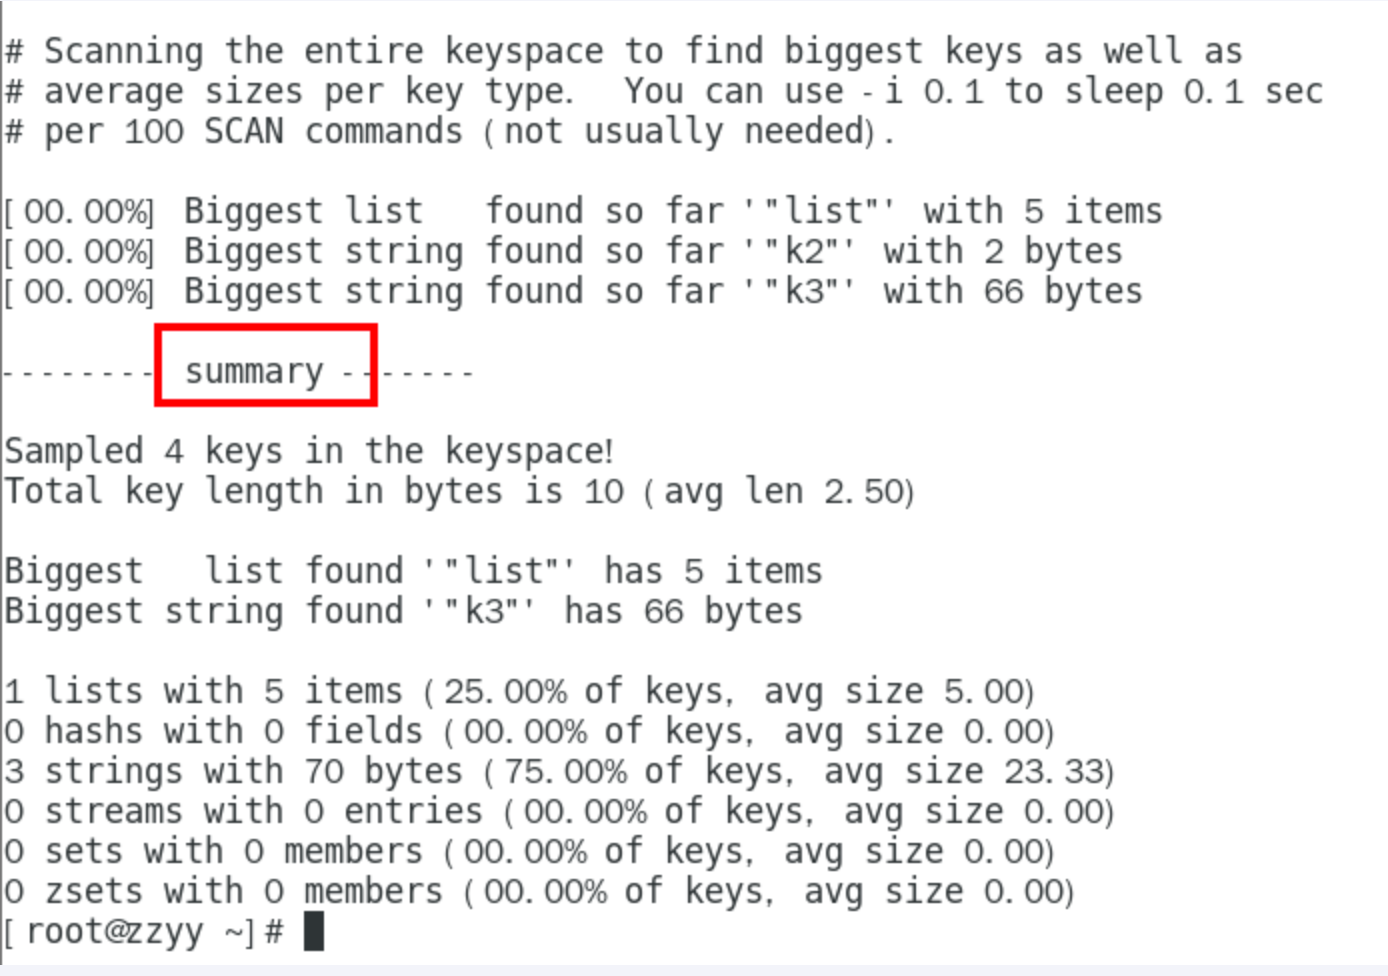 # Scanning the entire keyspace to find biggest keys as well as
# average sizes per key type.  You can use -i 0.1 to sleep 0.1 sec
# per 100 SCAN commands (not usually needed).
[00.00%] Biggest list   found so far '"list"' with 5 items
[00.00%] Biggest string found so far '"k2"' with 2 bytes
[00.00%] Biggest string found so far '"k3"' with 66 bytes
-------- summary -------
Sampled 4 keys in the keyspace!
Total key length in bytes is 10 (avg len 2.50)
Biggest   list found '"list"' has 5 items
Biggest string found '"k3"' has 66 bytes
1 lists with 5 items (25.00% of keys, avg size 5.00)
0 hashs with 0 fields (00.00% of keys, avg size 0.00)
3 strings with 70 bytes (75.00% of keys, avg size 23.33)
0 streams with 0 entries (00.00% of keys, avg size 0.00)
0 sets with 0 members (00.00% of keys, avg size 0.00)
0 zsets with 0 members (00.00% of keys, avg size 0.00)
[root@zzyy ~]#